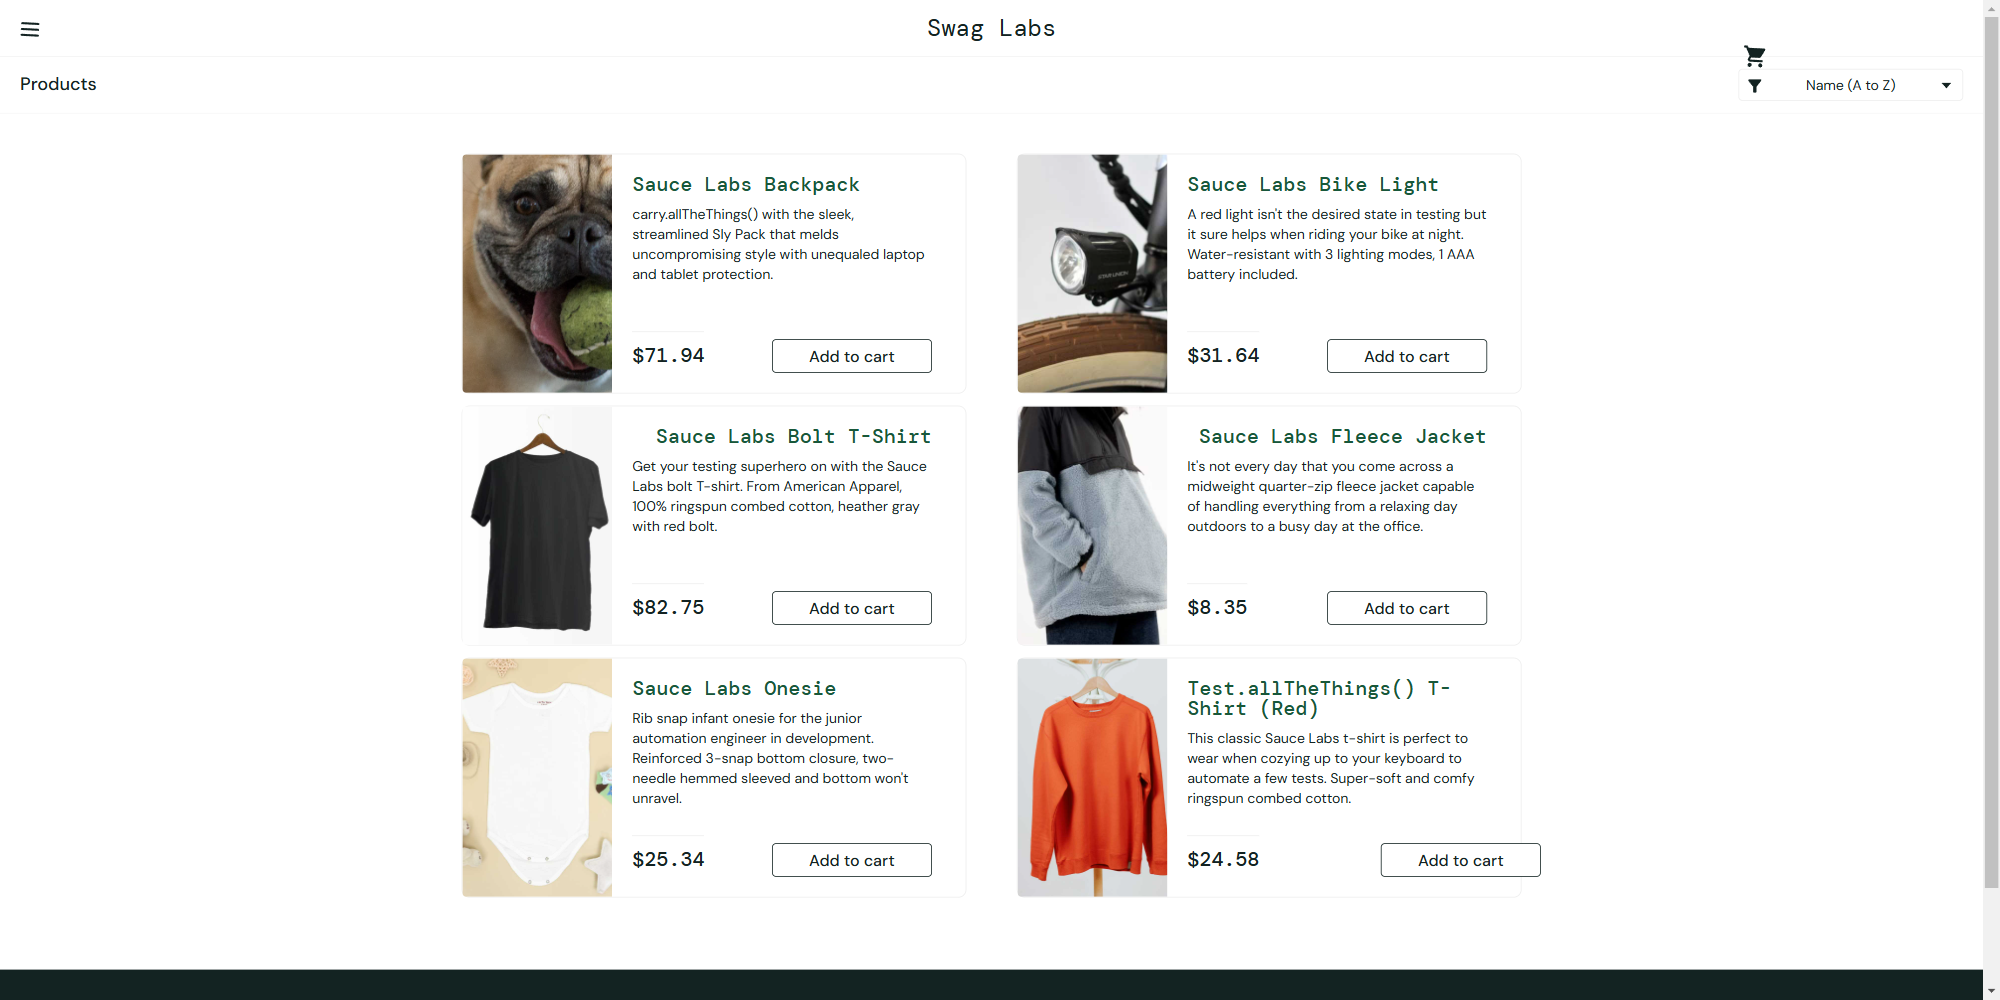 Swag Labs
Products
Name (A to Z)
Sauce Labs Backpack
carry.allTheThings() with the sleek,
streamlined Sly Pack that melds
uncompromising style with unequaled laptop
and tablet protection.
$71.94
Add to cart
Sauce Labs Bike Light
A red light isn't the desired state in testing but
it sure helps when riding your bike at night.
Water-resistant with 3 lighting modes, 1 AAA
battery included.
$31.64
Add to cart
Sauce Labs Bolt T-Shirt
Get your testing superhero on with the Sauce
Labs bolt T-shirt. From American Apparel,
100% ringspun combed cotton, heather gray
with red bolt.
$82.75
Add to cart
Sauce Labs Fleece Jacket
It's not every day that you come across a
midweight quarter-zip fleece jacket capable
of handling everything from a relaxing day
outdoors to a busy day at the office.
$8.35
Add to cart
Sauce Labs Onesie
Rib snap infant onesie for the junior
automation engineer in development.
Reinforced 3-snap bottom closure, two-
needle hemmed sleeved and bottom won't
unravel.
$25.34
Add to cart
Test.allTheThings() T-
Shirt (Red)
This classic Sauce Labs t-shirt is perfect to
wear when cozying up to your keyboard to
automate a few tests. Super-soft and comfy
ringspun combed cotton.
$24.58
Add to cart